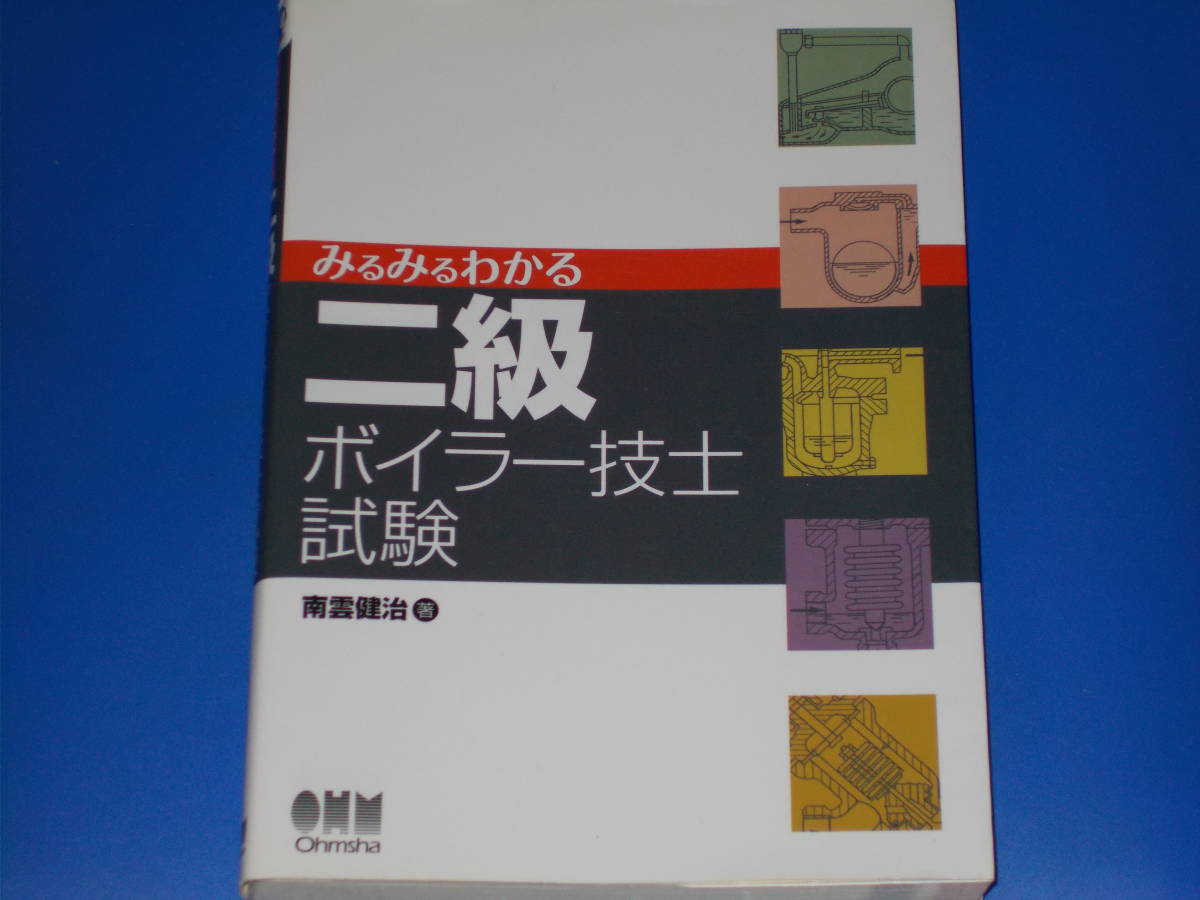 みるみるわかる
二級
ボイラー技士
試験
南雲健治 著
OHM
Ohmsha